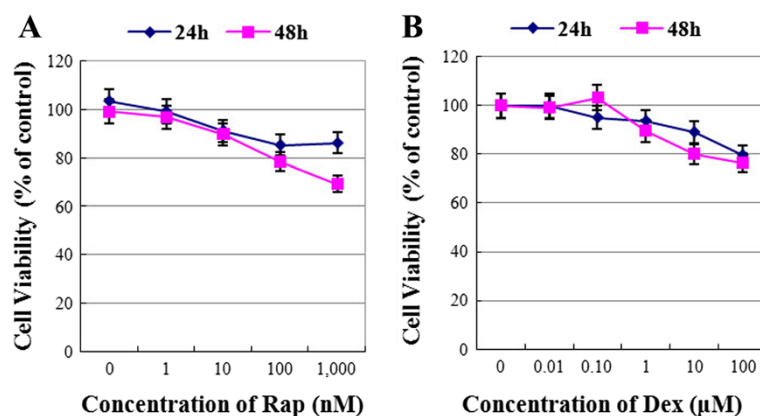 A
24h 48h
Cell Viability (% of control)
120
100
80
60
40
20
0
0 1 10 100 1,000
Concentration of Rap (nM)
B
24h 48h
Cell Viability (% of control)
120
100
80
60
40
20
0
0 0.01 0.10 1 10 100
Concentration of Dex (μM)